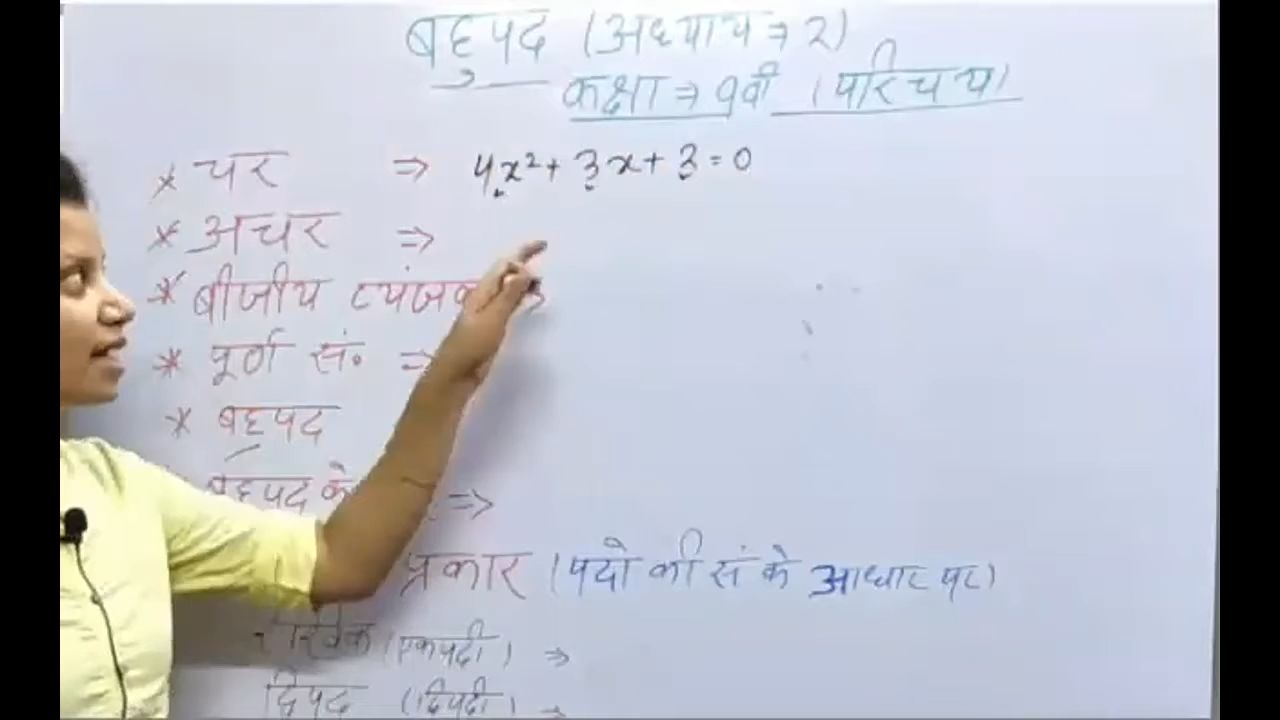 बहुपद (अध्याय ⇒ 2)
कक्षा ⇒ 9वी (परिचय)
* चर ⇒ 4x² + 3x + 3 = 0
* अचर ⇒
* बीजीय व्यंजक
* पूर्ण सं. ⇒
* बहुपद
बहुपद के ⇒
प्रकार (पदो की सं के आधार पर)
(एकपदी) ⇒
द्विपद (द्विपदी) ⇒